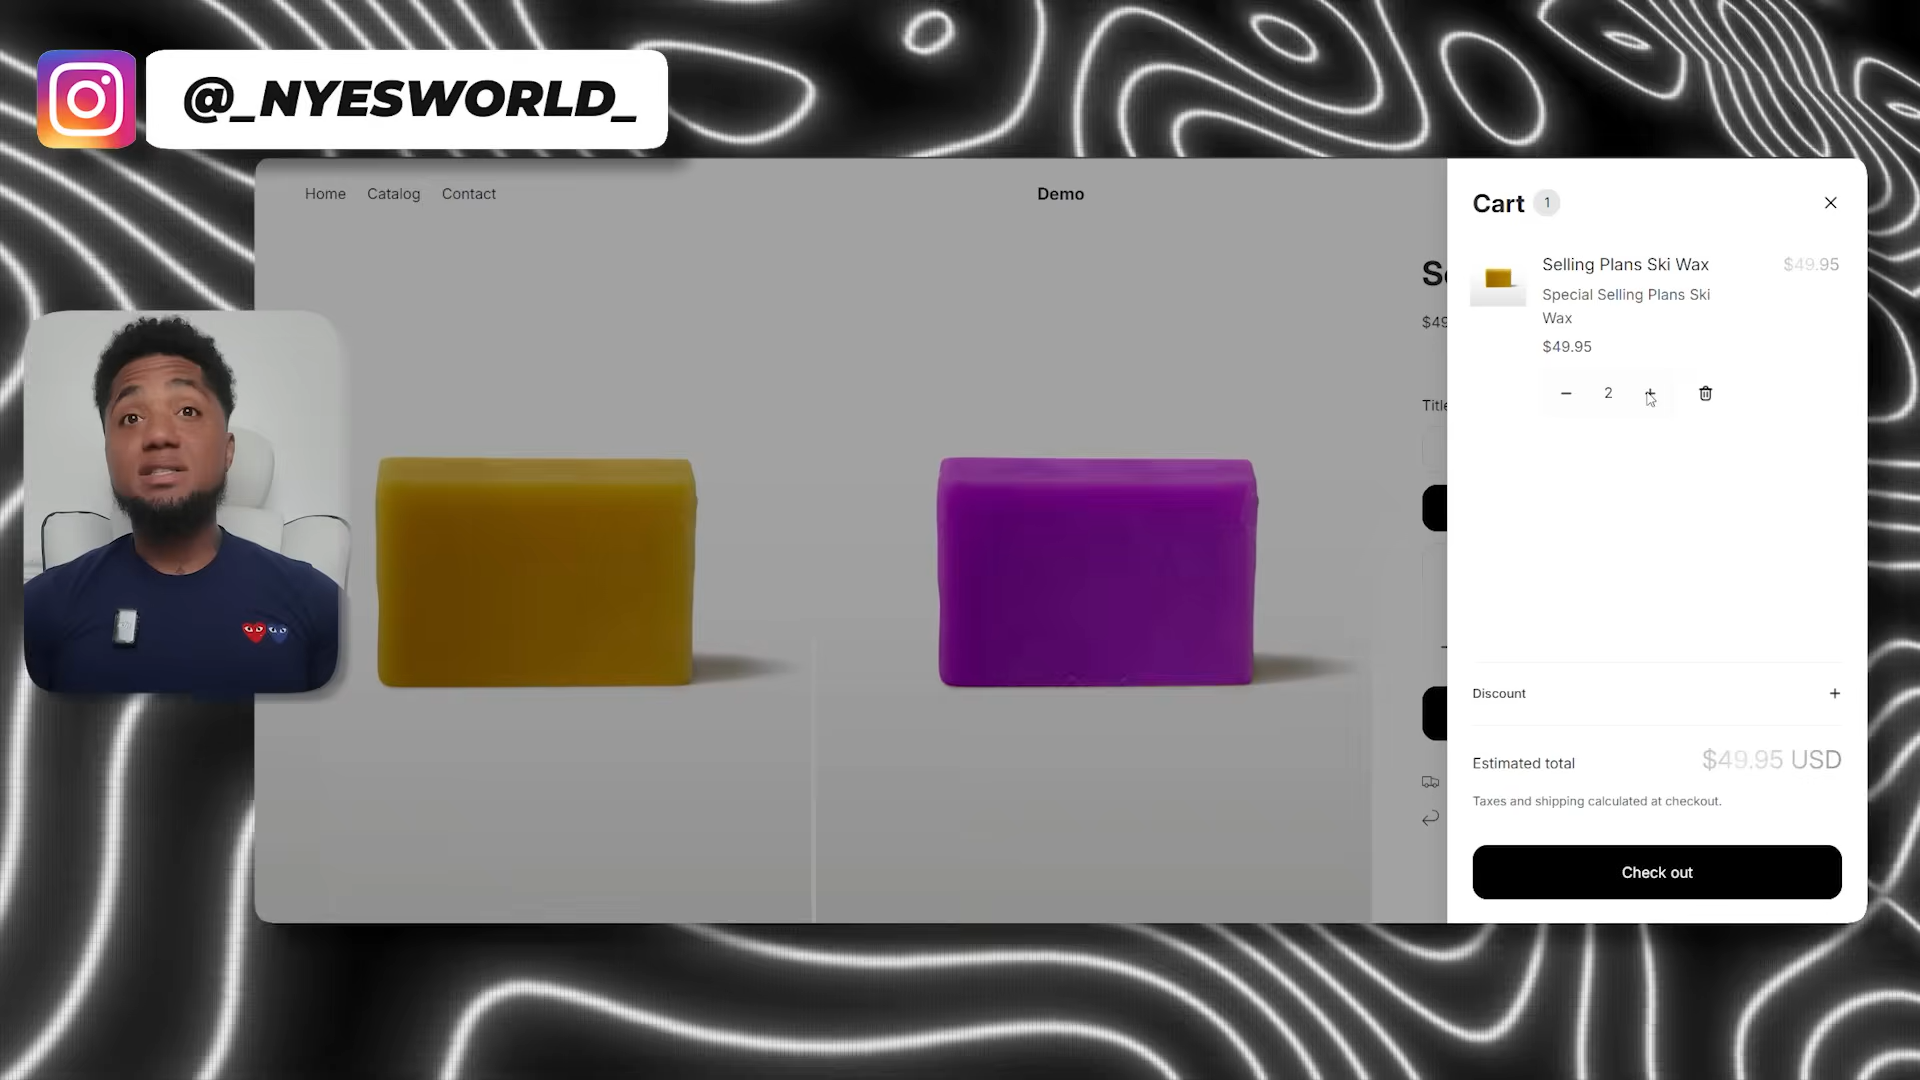 @_NYESWORLD_
Home Catalog Contact
Demo
Cart 1
Selling Plans Ski Wax $49.95
Special Selling Plans Ski
Wax
$49.95
2
Discount
Estimated total $49.95 USD
Taxes and shipping calculated at checkout.
Check out